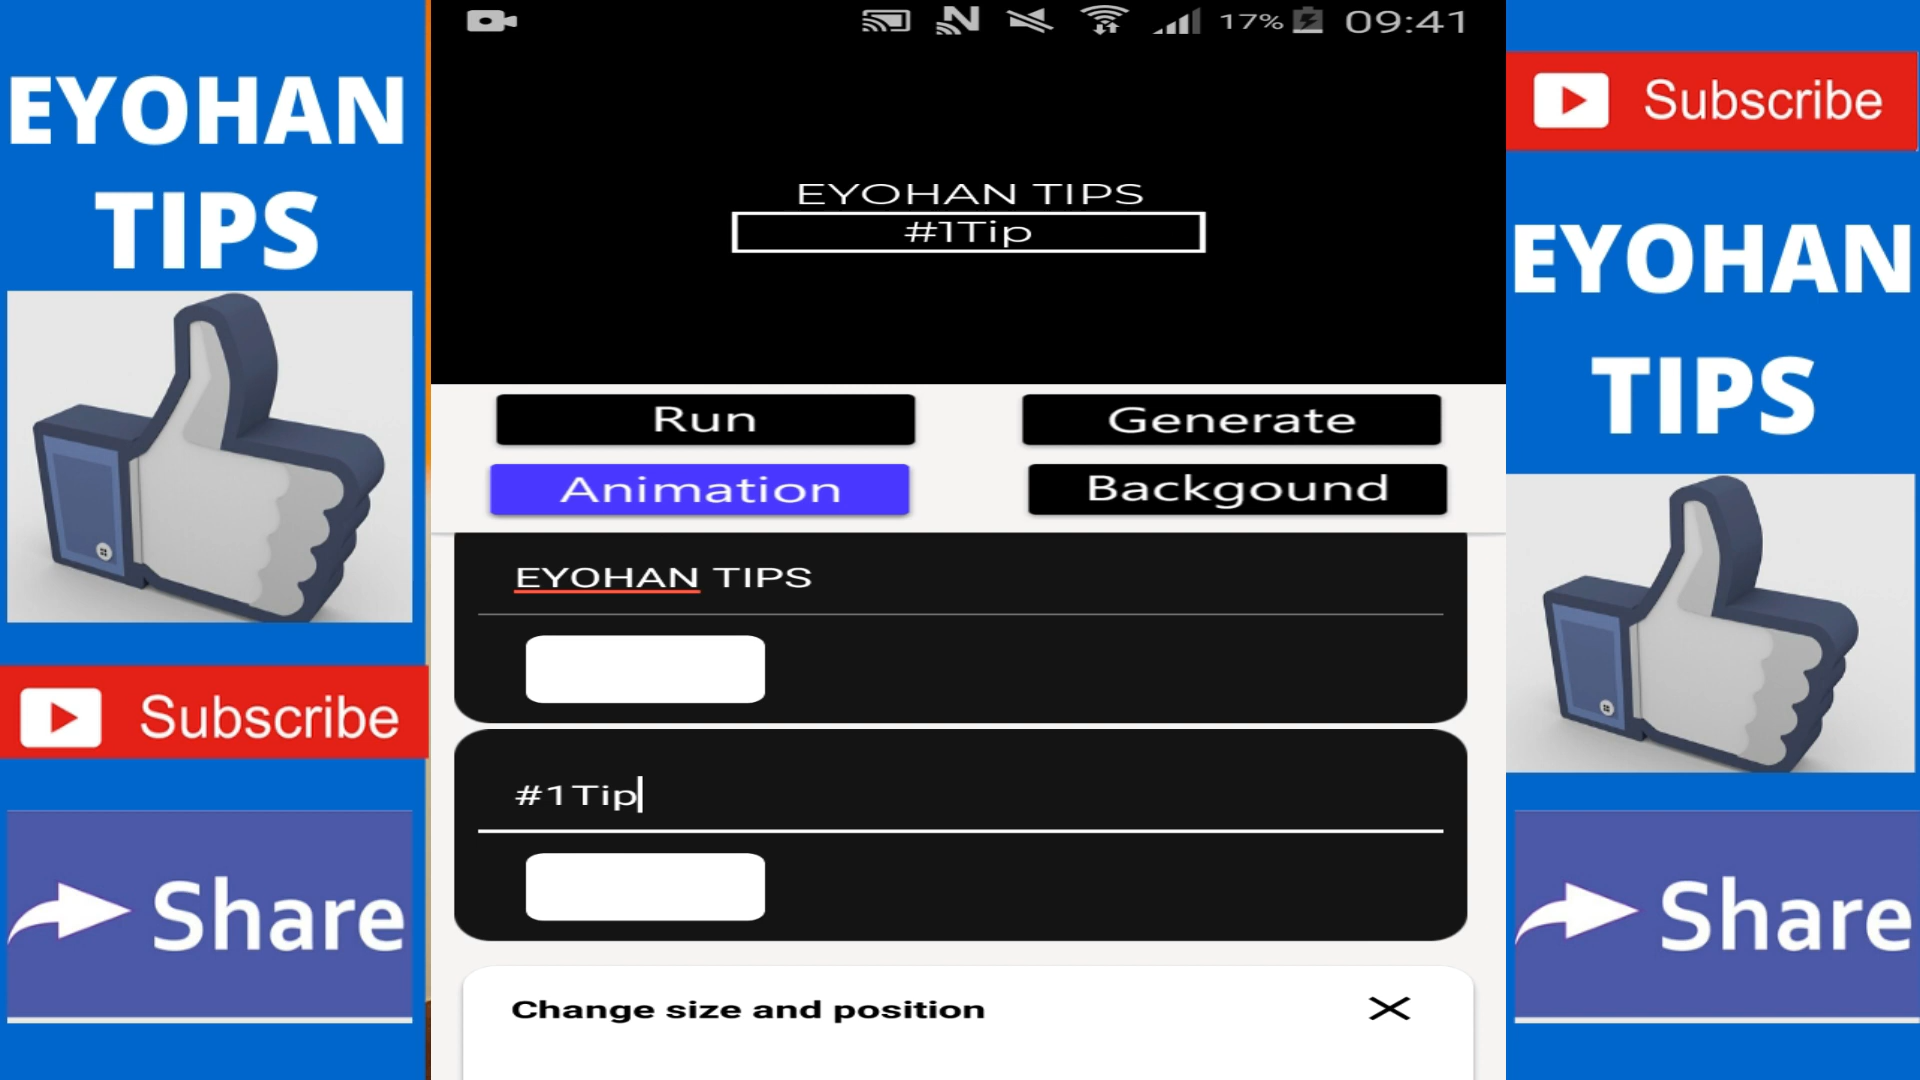 EYOHAN
TIPS
Subscribe
Share
17% 09:41
EYOHAN TIPS
#1Tip
Run
Generate
Animation
Backgound
EYOHAN TIPS
#1Tip
Change size and position
Subscribe
EYOHAN
TIPS
Share